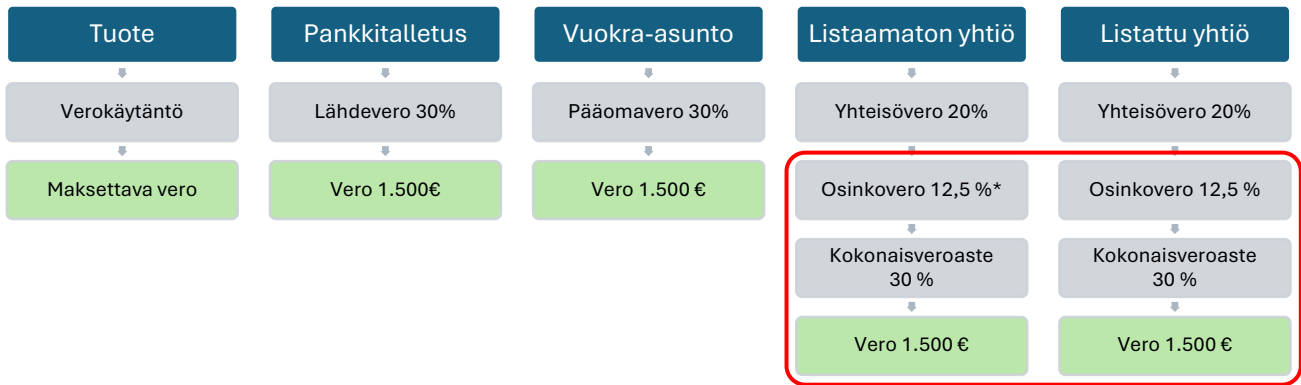 Tuote
Pankkitalletus
Vuokra-asunto
Listaamaton yhtiö
Listattu yhtiö
Verokäytäntö
Lähdevero 30%
Pääomavero 30%
Yhteisövero 20%
Yhteisövero 20%
Maksettava vero
Vero 1.500€
Vero 1.500 €
Osinkovero 12,5 %*
Osinkovero 12,5 %
Kokonaisveroaste
30 %
Kokonaisveroaste
30 %
Vero 1.500 €
Vero 1.500 €